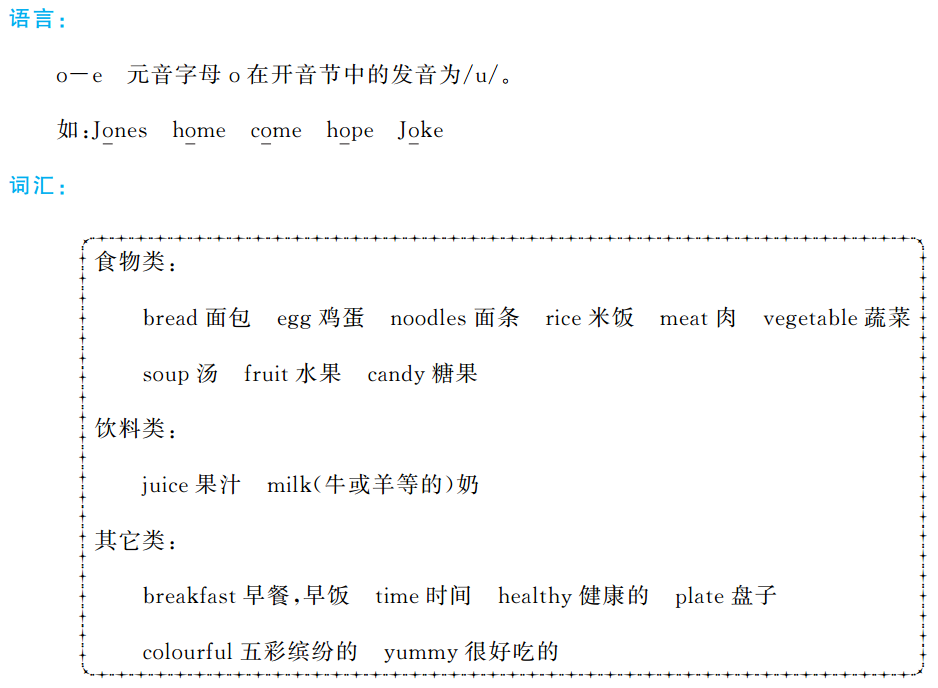 语言：
o—e 元音字母 o 在开音节中的发音为/u/。
如：Jones home come hope Joke
词汇：
食物类：
bread 面包 egg 鸡蛋 noodles 面条 rice 米饭 meat 肉 vegetable 蔬菜
soup 汤 fruit 水果 candy 糖果
饮料类：
juice 果汁 milk(牛或羊等的)奶
其它类：
breakfast 早餐,早饭 time 时间 healthy 健康的 plate 盘子
colourful 五彩缤纷的 yummy 很好吃的